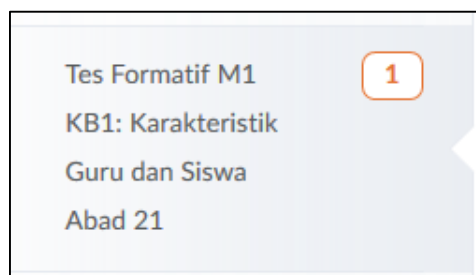 Tes Formatif M1
1
KB1: Karakteristik
Guru dan Siswa
Abad 21